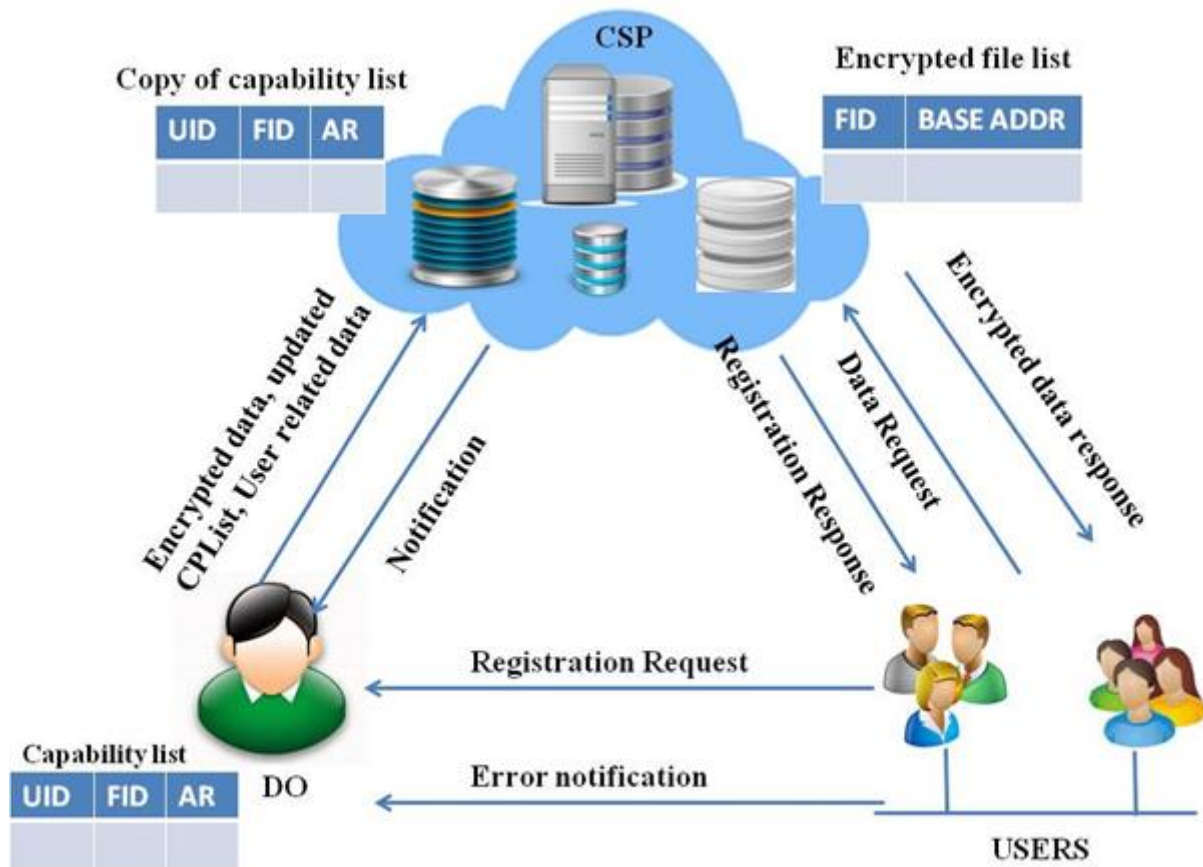 CSP
Copy of capability list
UID FID AR
Encrypted file list
FID BASE ADDR
Encrypted data, updated
CPList, User related data
Notification
Registration Response
Data Request
Encrypted data response
Registration Request
Error notification
Capability list
UID FID AR
DO
USERS